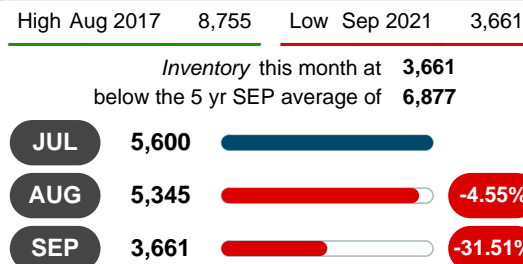 High Aug 2017 8,755 Low Sep 2021 3,661
Inventory this month at 3,661
below the 5 yr SEP average of 6,877
JUL 5,600
AUG 5,345 -4.55%
SEP 3,661 -31.51%